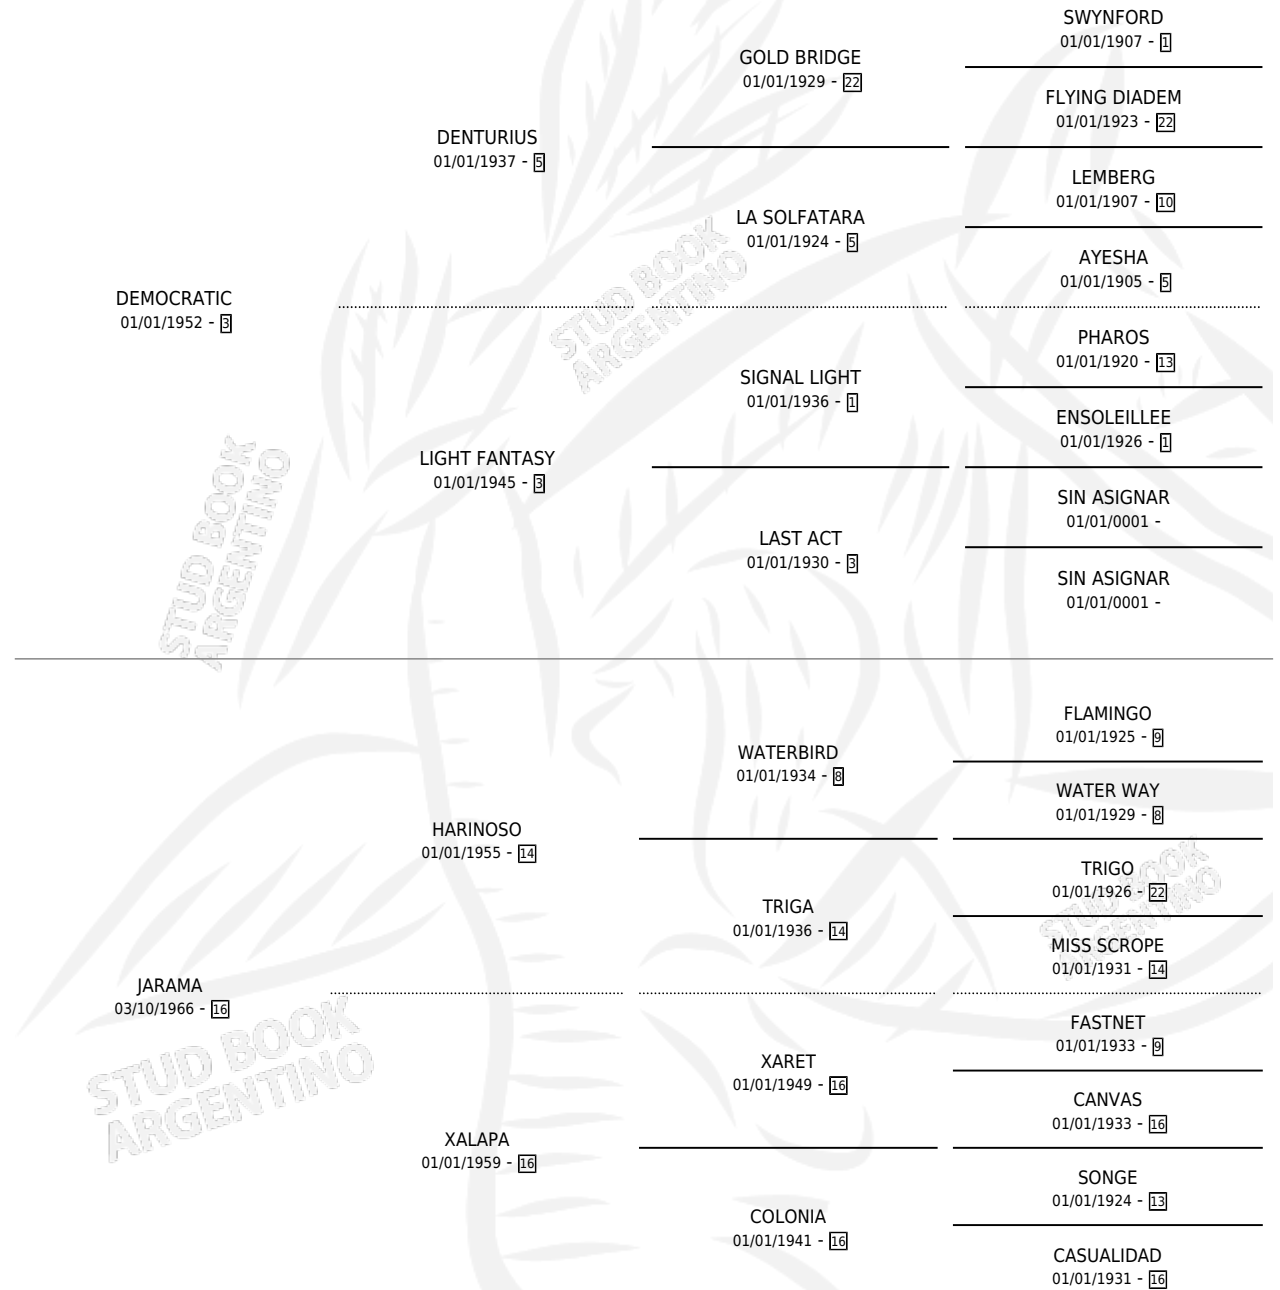 SWYNFORD
01/01/1907 - 1
GOLD BRIDGE
01/01/1929 - 22
FLYING DIADEM
01/01/1923 - 22
DENTURIUS
01/01/1937 - 5
LEMBERG
01/01/1907 - 10
LA SOLFATARA
01/01/1924 - 5
AYESHA
01/01/1905 - 5
DEMOCRATIC
01/01/1952 - 3
PHAROS
01/01/1920 - 13
SIGNAL LIGHT
01/01/1936 - 1
ENSOLEILLEE
01/01/1926 - 1
LIGHT FANTASY
01/01/1945 - 3
SIN ASIGNAR
01/01/0001 -
LAST ACT
01/01/1930 - 3
SIN ASIGNAR
01/01/0001 -
STUD BOOK
ARGENTINO
STUD BOOK
ARGENTINO
FLAMINGO
01/01/1925 - 9
WATERBIRD
01/01/1934 - 8
WATER WAY
01/01/1929 - 8
HARINOSO
01/01/1955 - 14
TRIGO
01/01/1926 - 22
TRIGA
01/01/1936 - 14
MISS SCROPE
01/01/1931 - 14
JARAMA
03/10/1966 - 16
FASTNET
01/01/1933 - 9
XARET
01/01/1949 - 16
CANVAS
01/01/1933 - 16
XALAPA
01/01/1959 - 16
SONGE
01/01/1924 - 13
COLONIA
01/01/1941 - 16
CASUALIDAD
01/01/1931 - 16
STUD BOOK
ARGENTINO
STUD BOOK
ARGENTINO